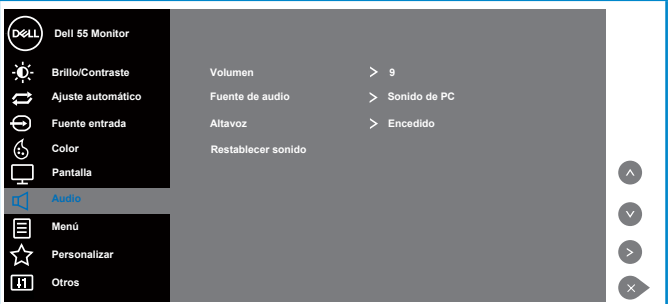 DELL
Dell 55 Monitor
Brillo/Contraste
Ajuste automático
Fuente entrada
Color
Pantalla
Audio
Menú
Personalizar
Otros
Volumen > 9
Fuente de audio > Sonido de PC
Altavoz > Encedido
Restablecer sonido